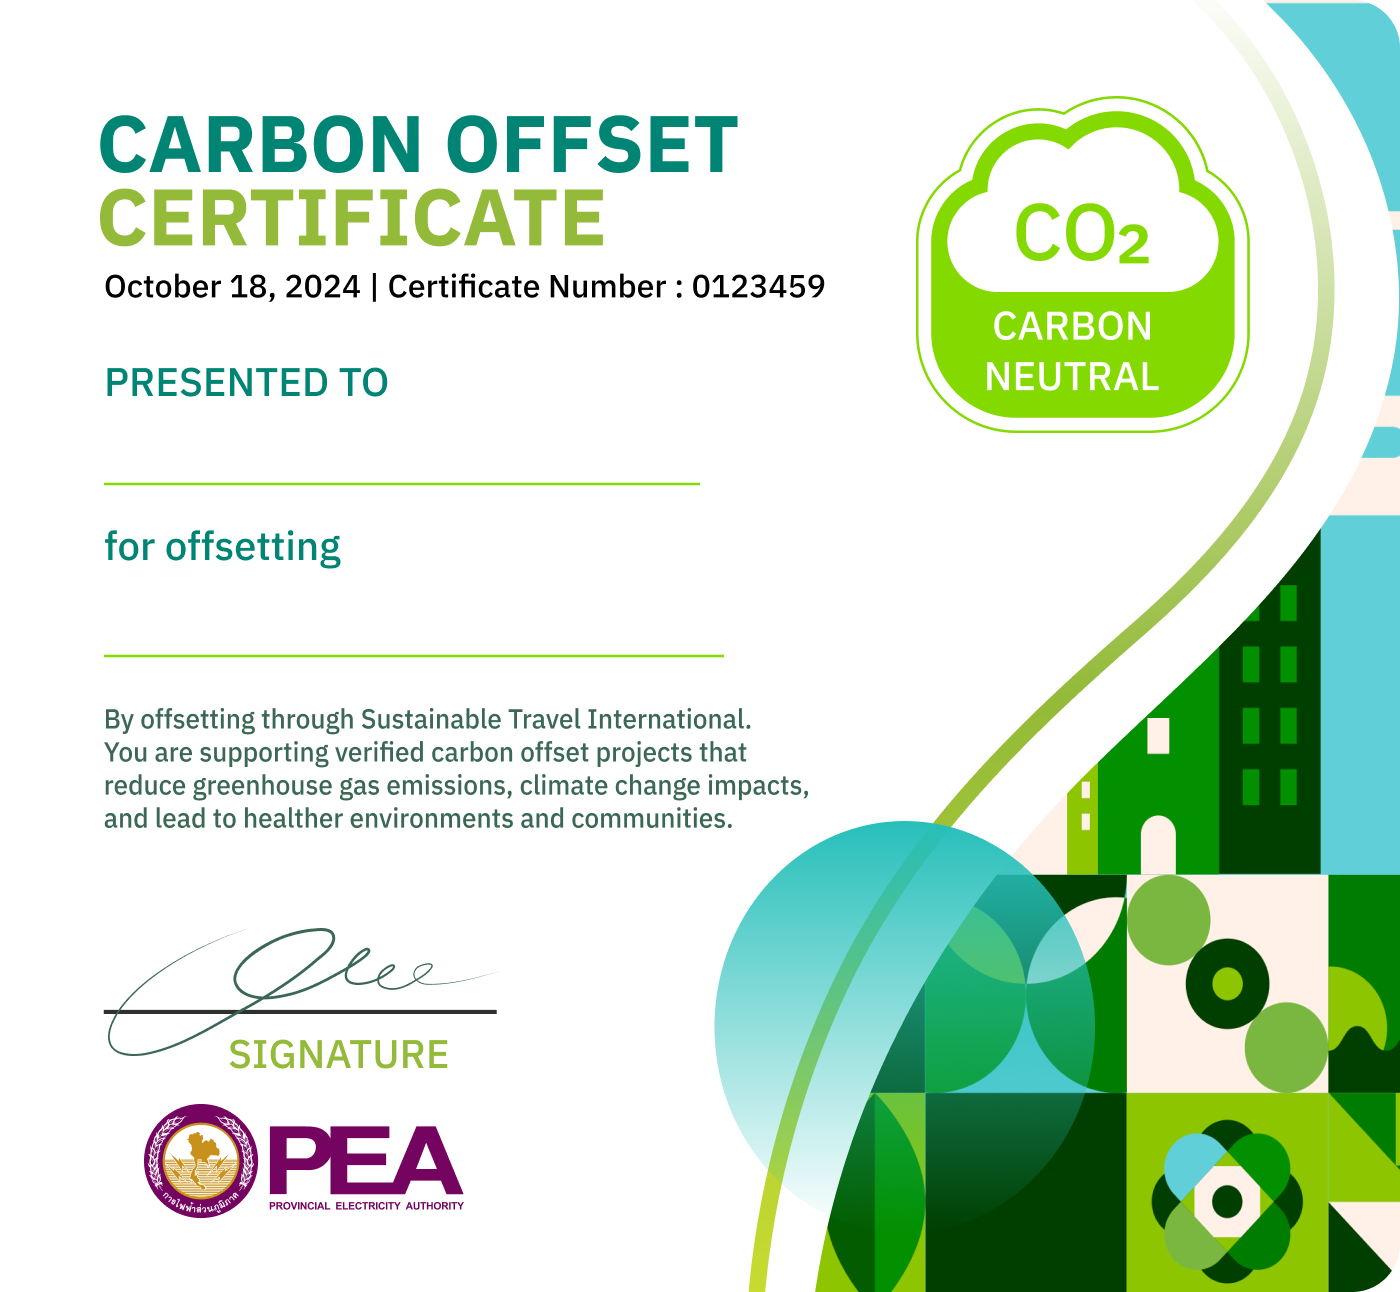 CARBON OFFSET
CERTIFICATE
October 18, 2024 | Certificate Number : 0123459
CO₂
CARBON
NEUTRAL
PRESENTED TO
for offsetting
By offsetting through Sustainable Travel International.
You are supporting verified carbon offset projects that
reduce greenhouse gas emissions, climate change impacts,
and lead to healther environments and communities.
SIGNATURE
การไฟฟ้าส่วนภูมิภาค
PEA
PROVINCIAL ELECTRICITY AUTHORITY